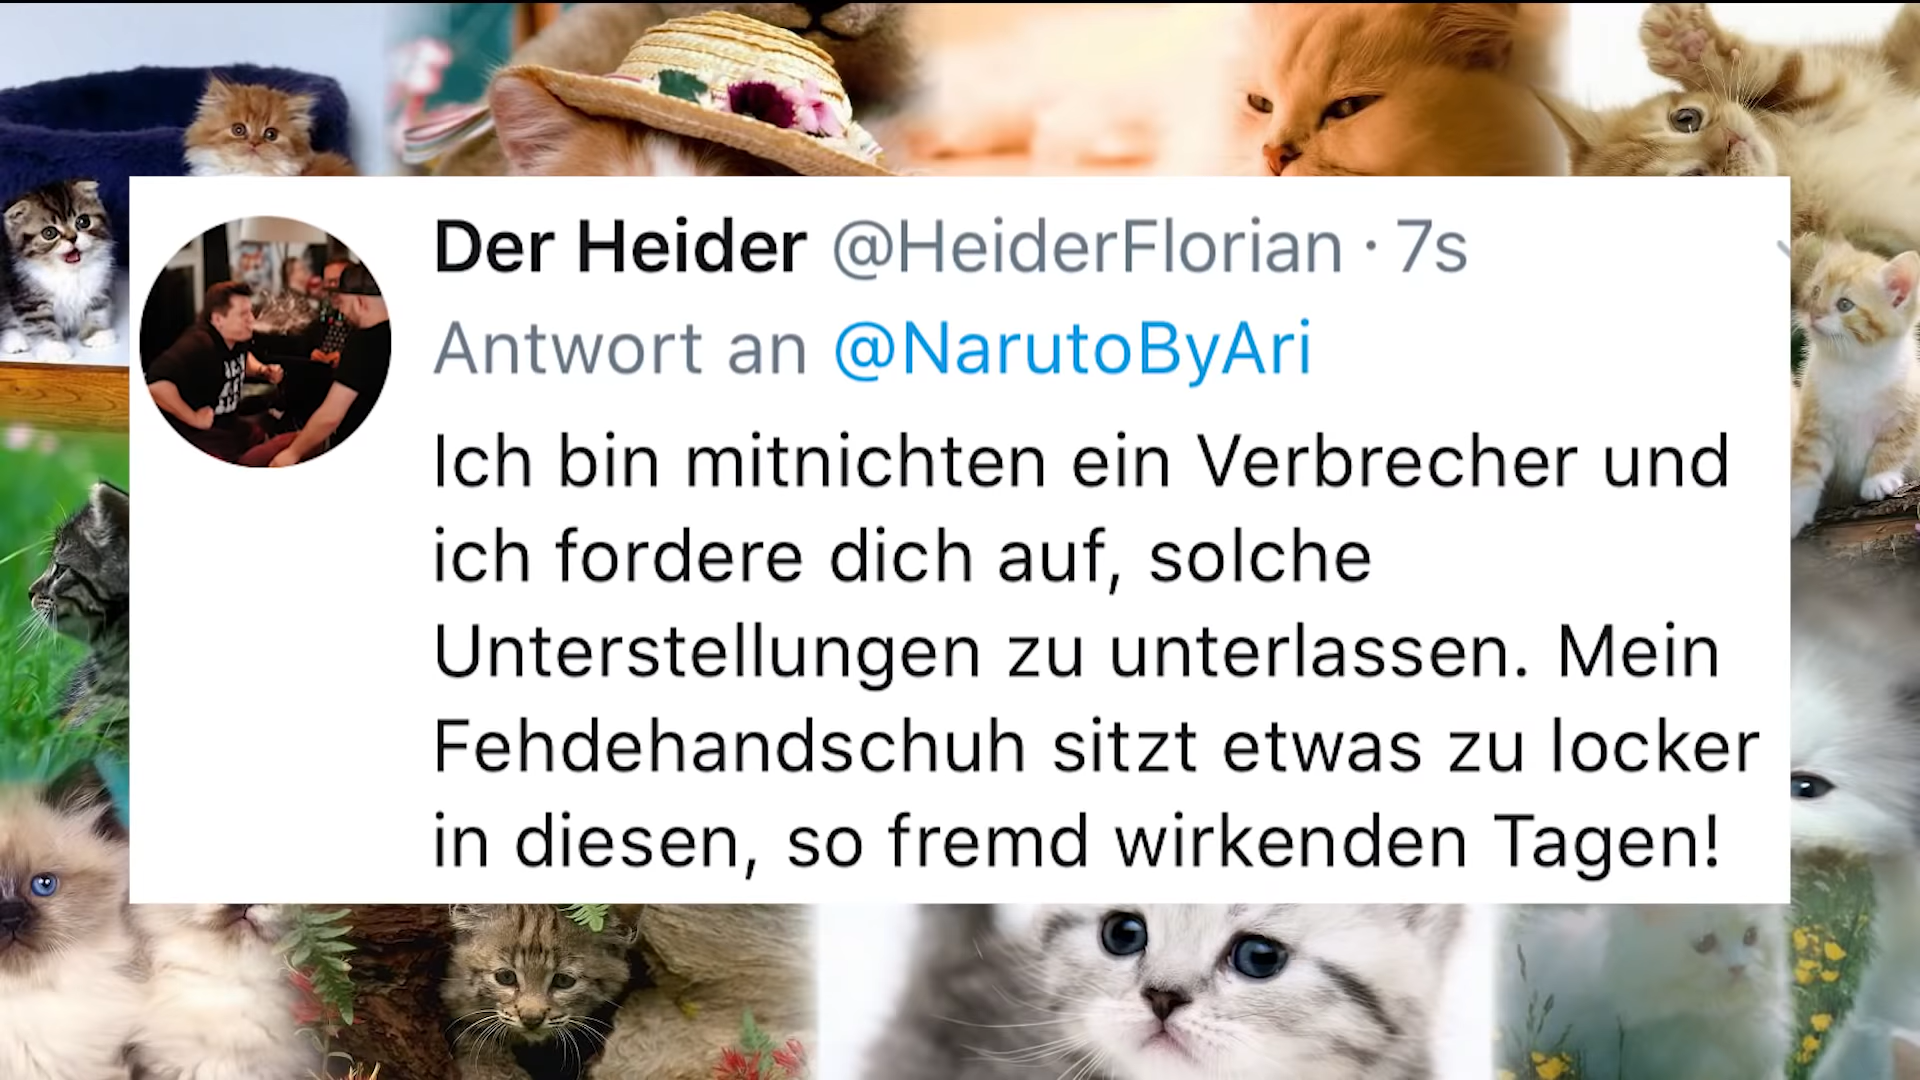 Der Heider @HeiderFlorian · 7s
Antwort an @NarutoByAri
Ich bin mitnichten ein Verbrecher und
ich fordere dich auf, solche
Unterstellungen zu unterlassen. Mein
Fehdehandschuh sitzt etwas zu locker
in diesen, so fremd wirkenden Tagen!